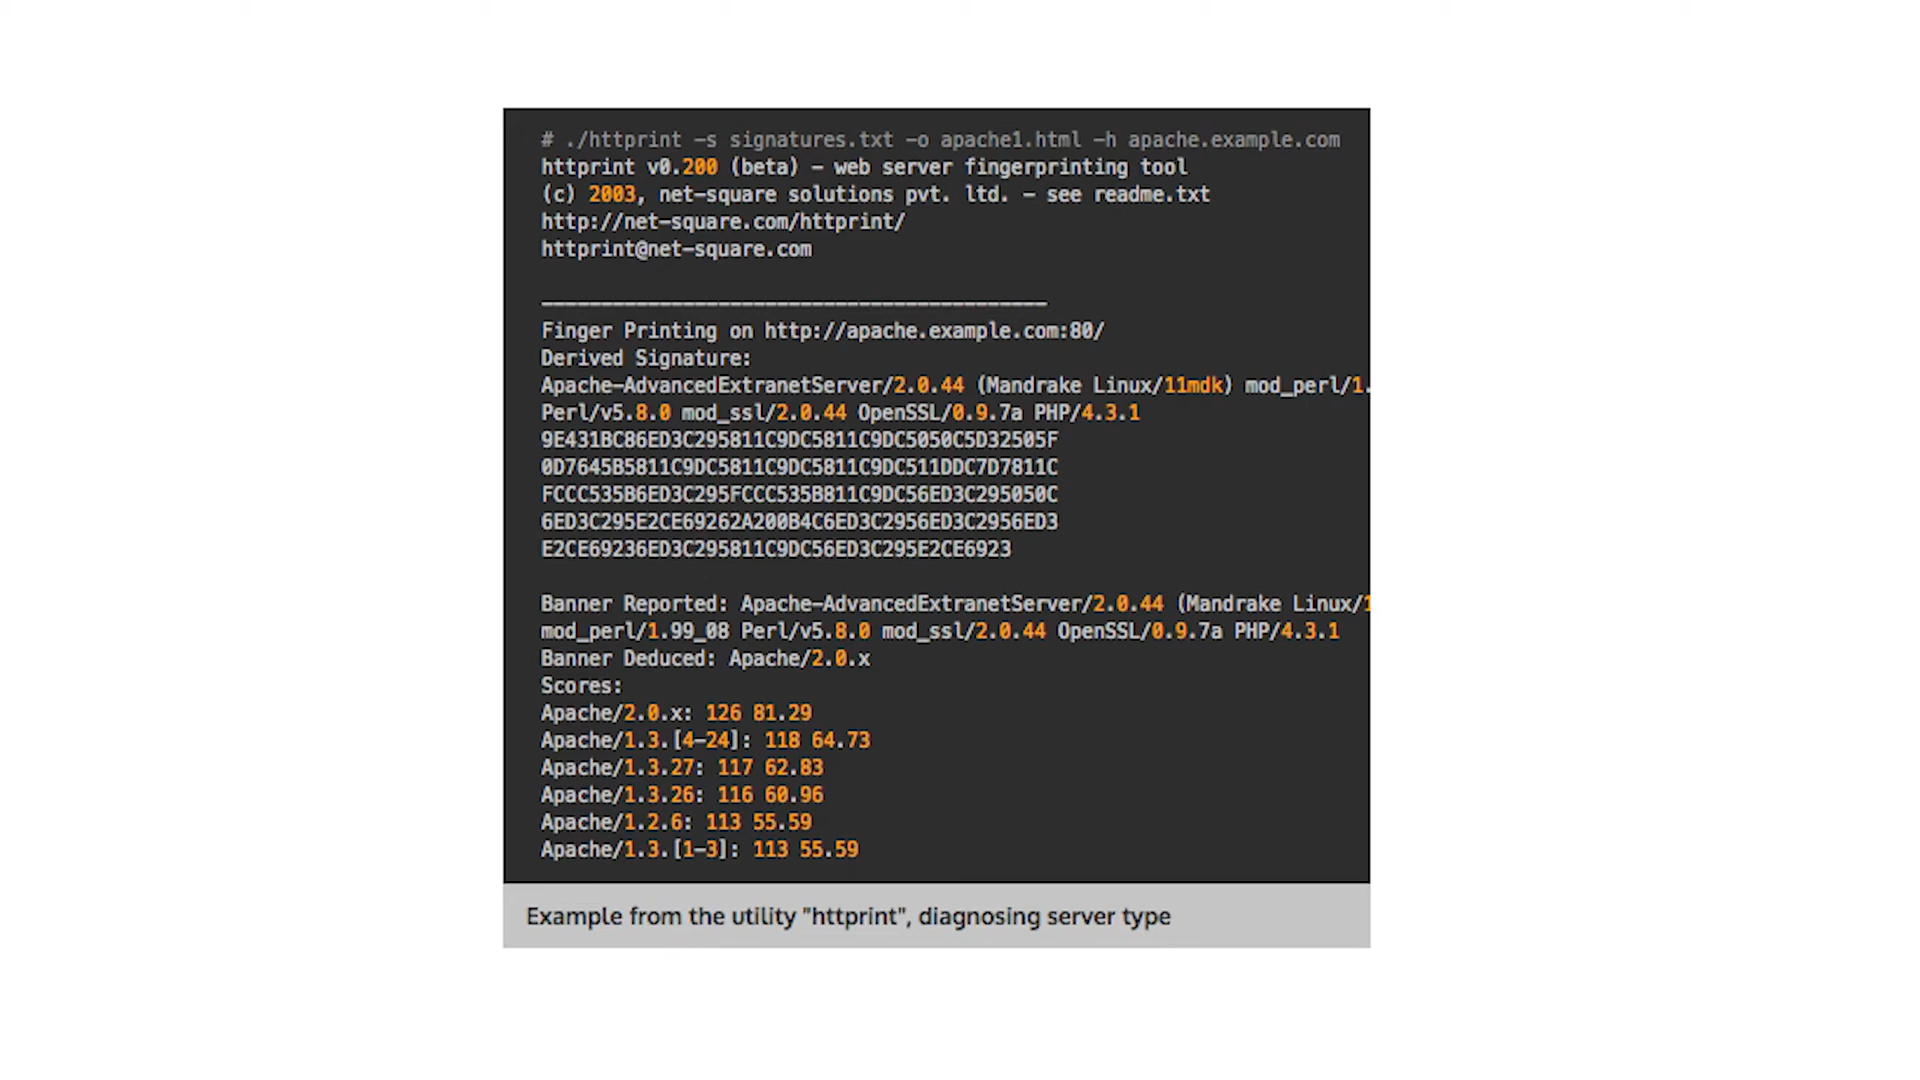 # ./httprint -s signatures.txt -o apache1.html -h apache.example.com
httprint v0.200 (beta) - web server fingerprinting tool
(c) 2003, net-square solutions pvt. ltd. - see readme.txt
http://net-square.com/httprint/
httprint@net-square.com
Finger Printing on http://apache.example.com:80/
Derived Signature:
Apache-AdvancedExtranetServer/2.0.44 (Mandrake Linux/11mdk) mod_perl/1.
Perl/v5.8.0 mod_ssl/2.0.44 OpenSSL/0.9.7a PHP/4.3.1
9E431BC86ED3C295811C9DC5811C9DC5050C5D32505F
0D7645B5811C9DC5811C9DC5811C9DC511DDC7D7811C
FCCC535B6ED3C295FCCC535B811C9DC56ED3C295050C
6ED3C295E2CE69262A200B4C6ED3C2956ED3C2956ED3
E2CE69236ED3C295811C9DC56ED3C295E2CE6923
Banner Reported: Apache-AdvancedExtranetServer/2.0.44 (Mandrake Linux/1
mod_perl/1.99_08 Perl/v5.8.0 mod_ssl/2.0.44 OpenSSL/0.9.7a PHP/4.3.1
Banner Deduced: Apache/2.0.x
Scores:
Apache/2.0.x: 126 81.29
Apache/1.3.[4-24]: 118 64.73
Apache/1.3.27: 117 62.83
Apache/1.3.26: 116 60.96
Apache/1.2.6: 113 55.59
Apache/1.3.[1-3]: 113 55.59
Example from the utility "httprint", diagnosing server type